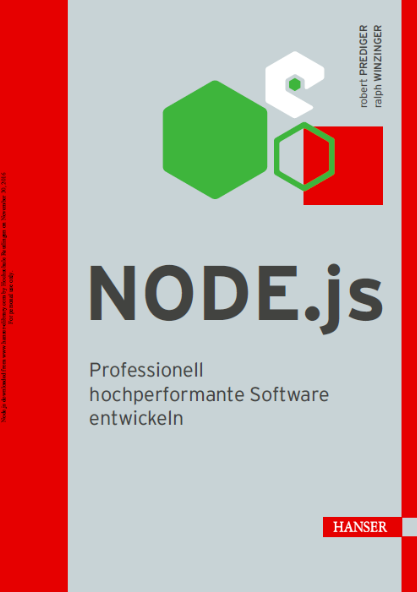 robert PREDIGER
ralph WINZINGER
NODE.js
Professionell
hochperformante Software
entwickeln
HANSER